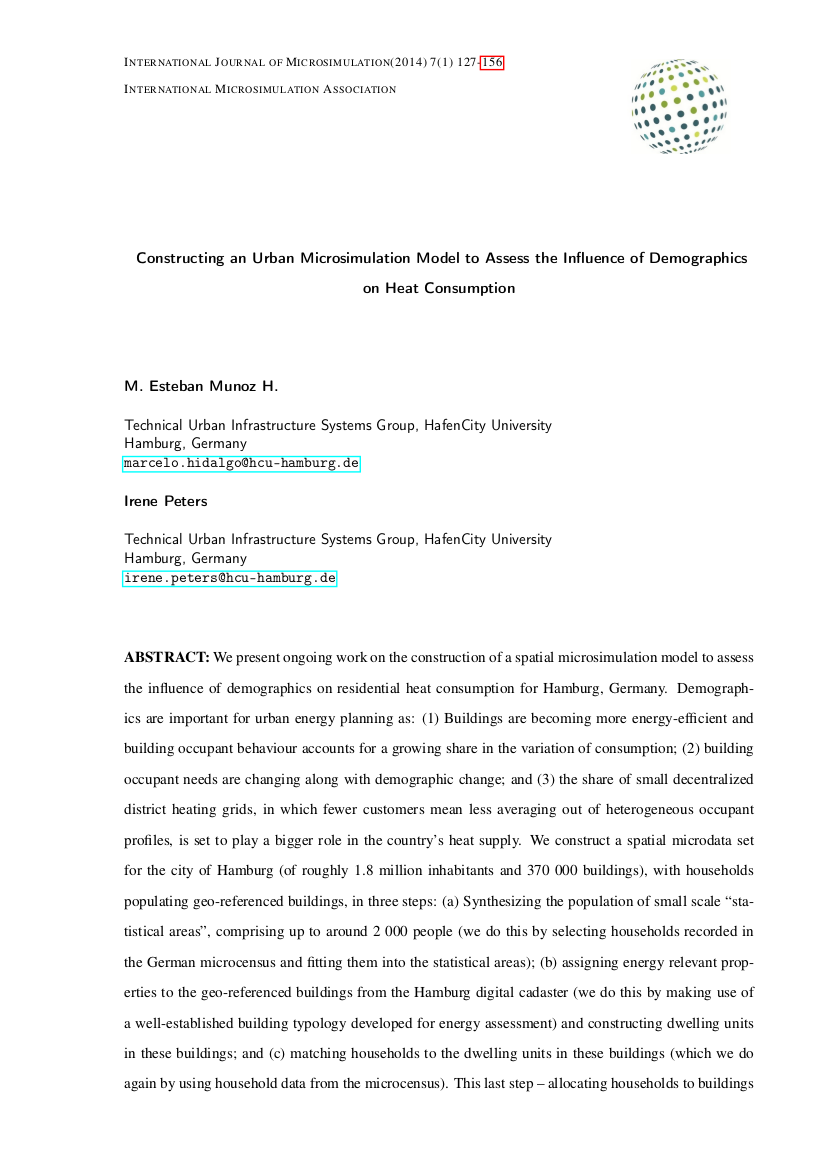 INTERNATIONAL JOURNAL OF MICROSIMULATION(2014) 7(1) 127-156
INTERNATIONAL MICROSIMULATION ASSOCIATION
Constructing an Urban Microsimulation Model to Assess the Influence of Demographics
on Heat Consumption
M. Esteban Munoz H.
Technical Urban Infrastructure Systems Group, HafenCity University
Hamburg, Germany
marcelo.hidalgo@hcu-hamburg.de
Irene Peters
Technical Urban Infrastructure Systems Group, HafenCity University
Hamburg, Germany
irene.peters@hcu-hamburg.de
ABSTRACT: We present ongoing work on the construction of a spatial microsimulation model to assess
the influence of demographics on residential heat consumption for Hamburg, Germany. Demograph-
ics are important for urban energy planning as: (1) Buildings are becoming more energy-efficient and
building occupant behaviour accounts for a growing share in the variation of consumption; (2) building
occupant needs are changing along with demographic change; and (3) the share of small decentralized
district heating grids, in which fewer customers mean less averaging out of heterogeneous occupant
profiles, is set to play a bigger role in the country's heat supply. We construct a spatial microdata set
for the city of Hamburg (of roughly 1.8 million inhabitants and 370 000 buildings), with households
populating geo-referenced buildings, in three steps: (a) Synthesizing the population of small scale “sta-
tistical areas”, comprising up to around 2 000 people (we do this by selecting households recorded in
the German microcensus and fitting them into the statistical areas); (b) assigning energy relevant prop-
erties to the geo-referenced buildings from the Hamburg digital cadaster (we do this by making use of
a well-established building typology developed for energy assessment) and constructing dwelling units
in these buildings; and (c) matching households to the dwelling units in these buildings (which we do
again by using household data from the microcensus). This last step – allocating households to buildings